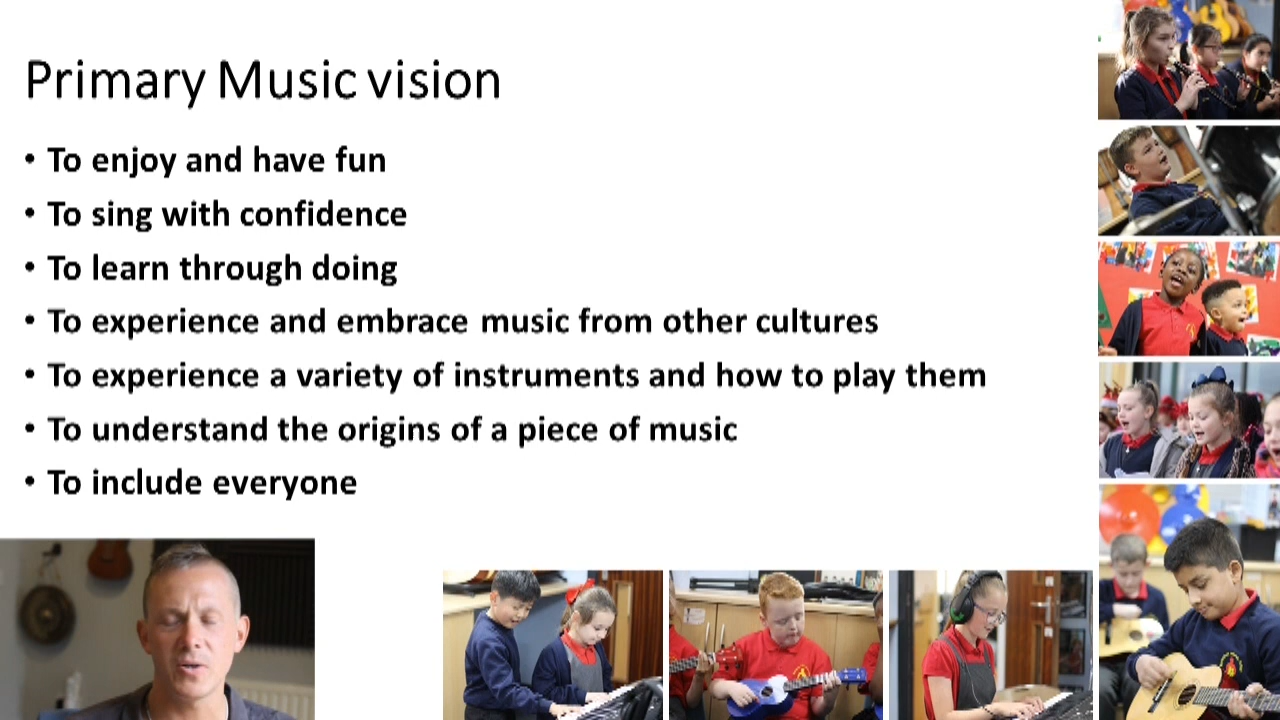 Primary Music vision
• To enjoy and have fun
• To sing with confidence
• To learn through doing
• To experience and embrace music from other cultures
• To experience a variety of instruments and how to play them
• To understand the origins of a piece of music
• To include everyone